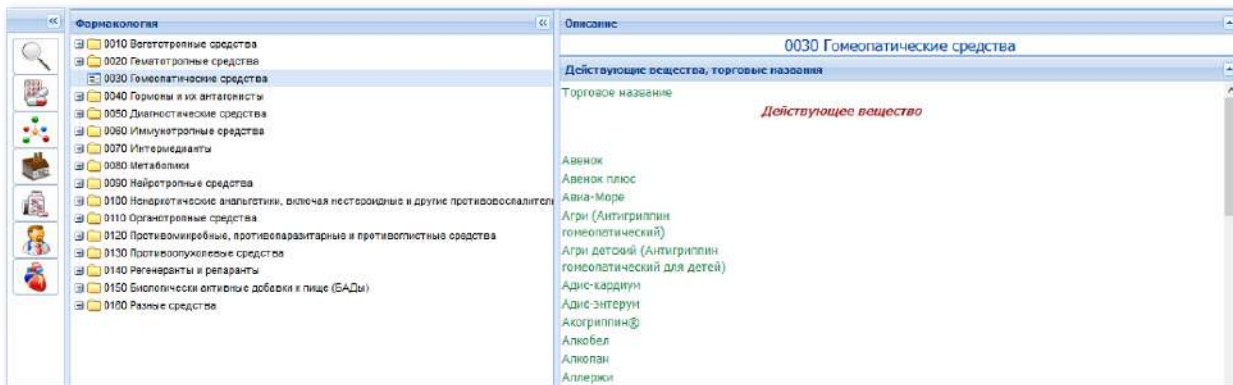 Фармакология
0010 Вегетотропные средства
0020 Гематотропные средства
0030 Гомеопатические средства
0040 Гормоны и их антагонисты
0050 Диагностические средства
0060 Иммунотропные средства
0070 Интермедианты
0080 Метаболики
0090 Нейротропные средства
0100 Ненаркотические анальгетики, включая нестероидные и другие противовоспалител
0110 Органотропные средства
0120 Противомикробные, противопаразитарные и противоглистные средства
0130 Противоопухолевые средства
0140 Регенеранты и репаранты
0150 Биологически активные добавки к пище (БАДы)
0160 Разные средства
Описание
0030 Гомеопатические средства
Действующие вещества, торговые названия
Торговое название
Действующее вещество
Авенок
Авенок плюс
Авиа-Море
Агри (Антигриппин
гомеопатический)
Агри детский (Антигриппин
гомеопатический для детей)
Адис-кардиум
Адис-энтерум
Акогриппин®
Алкобел
Алкопан
Аллержи